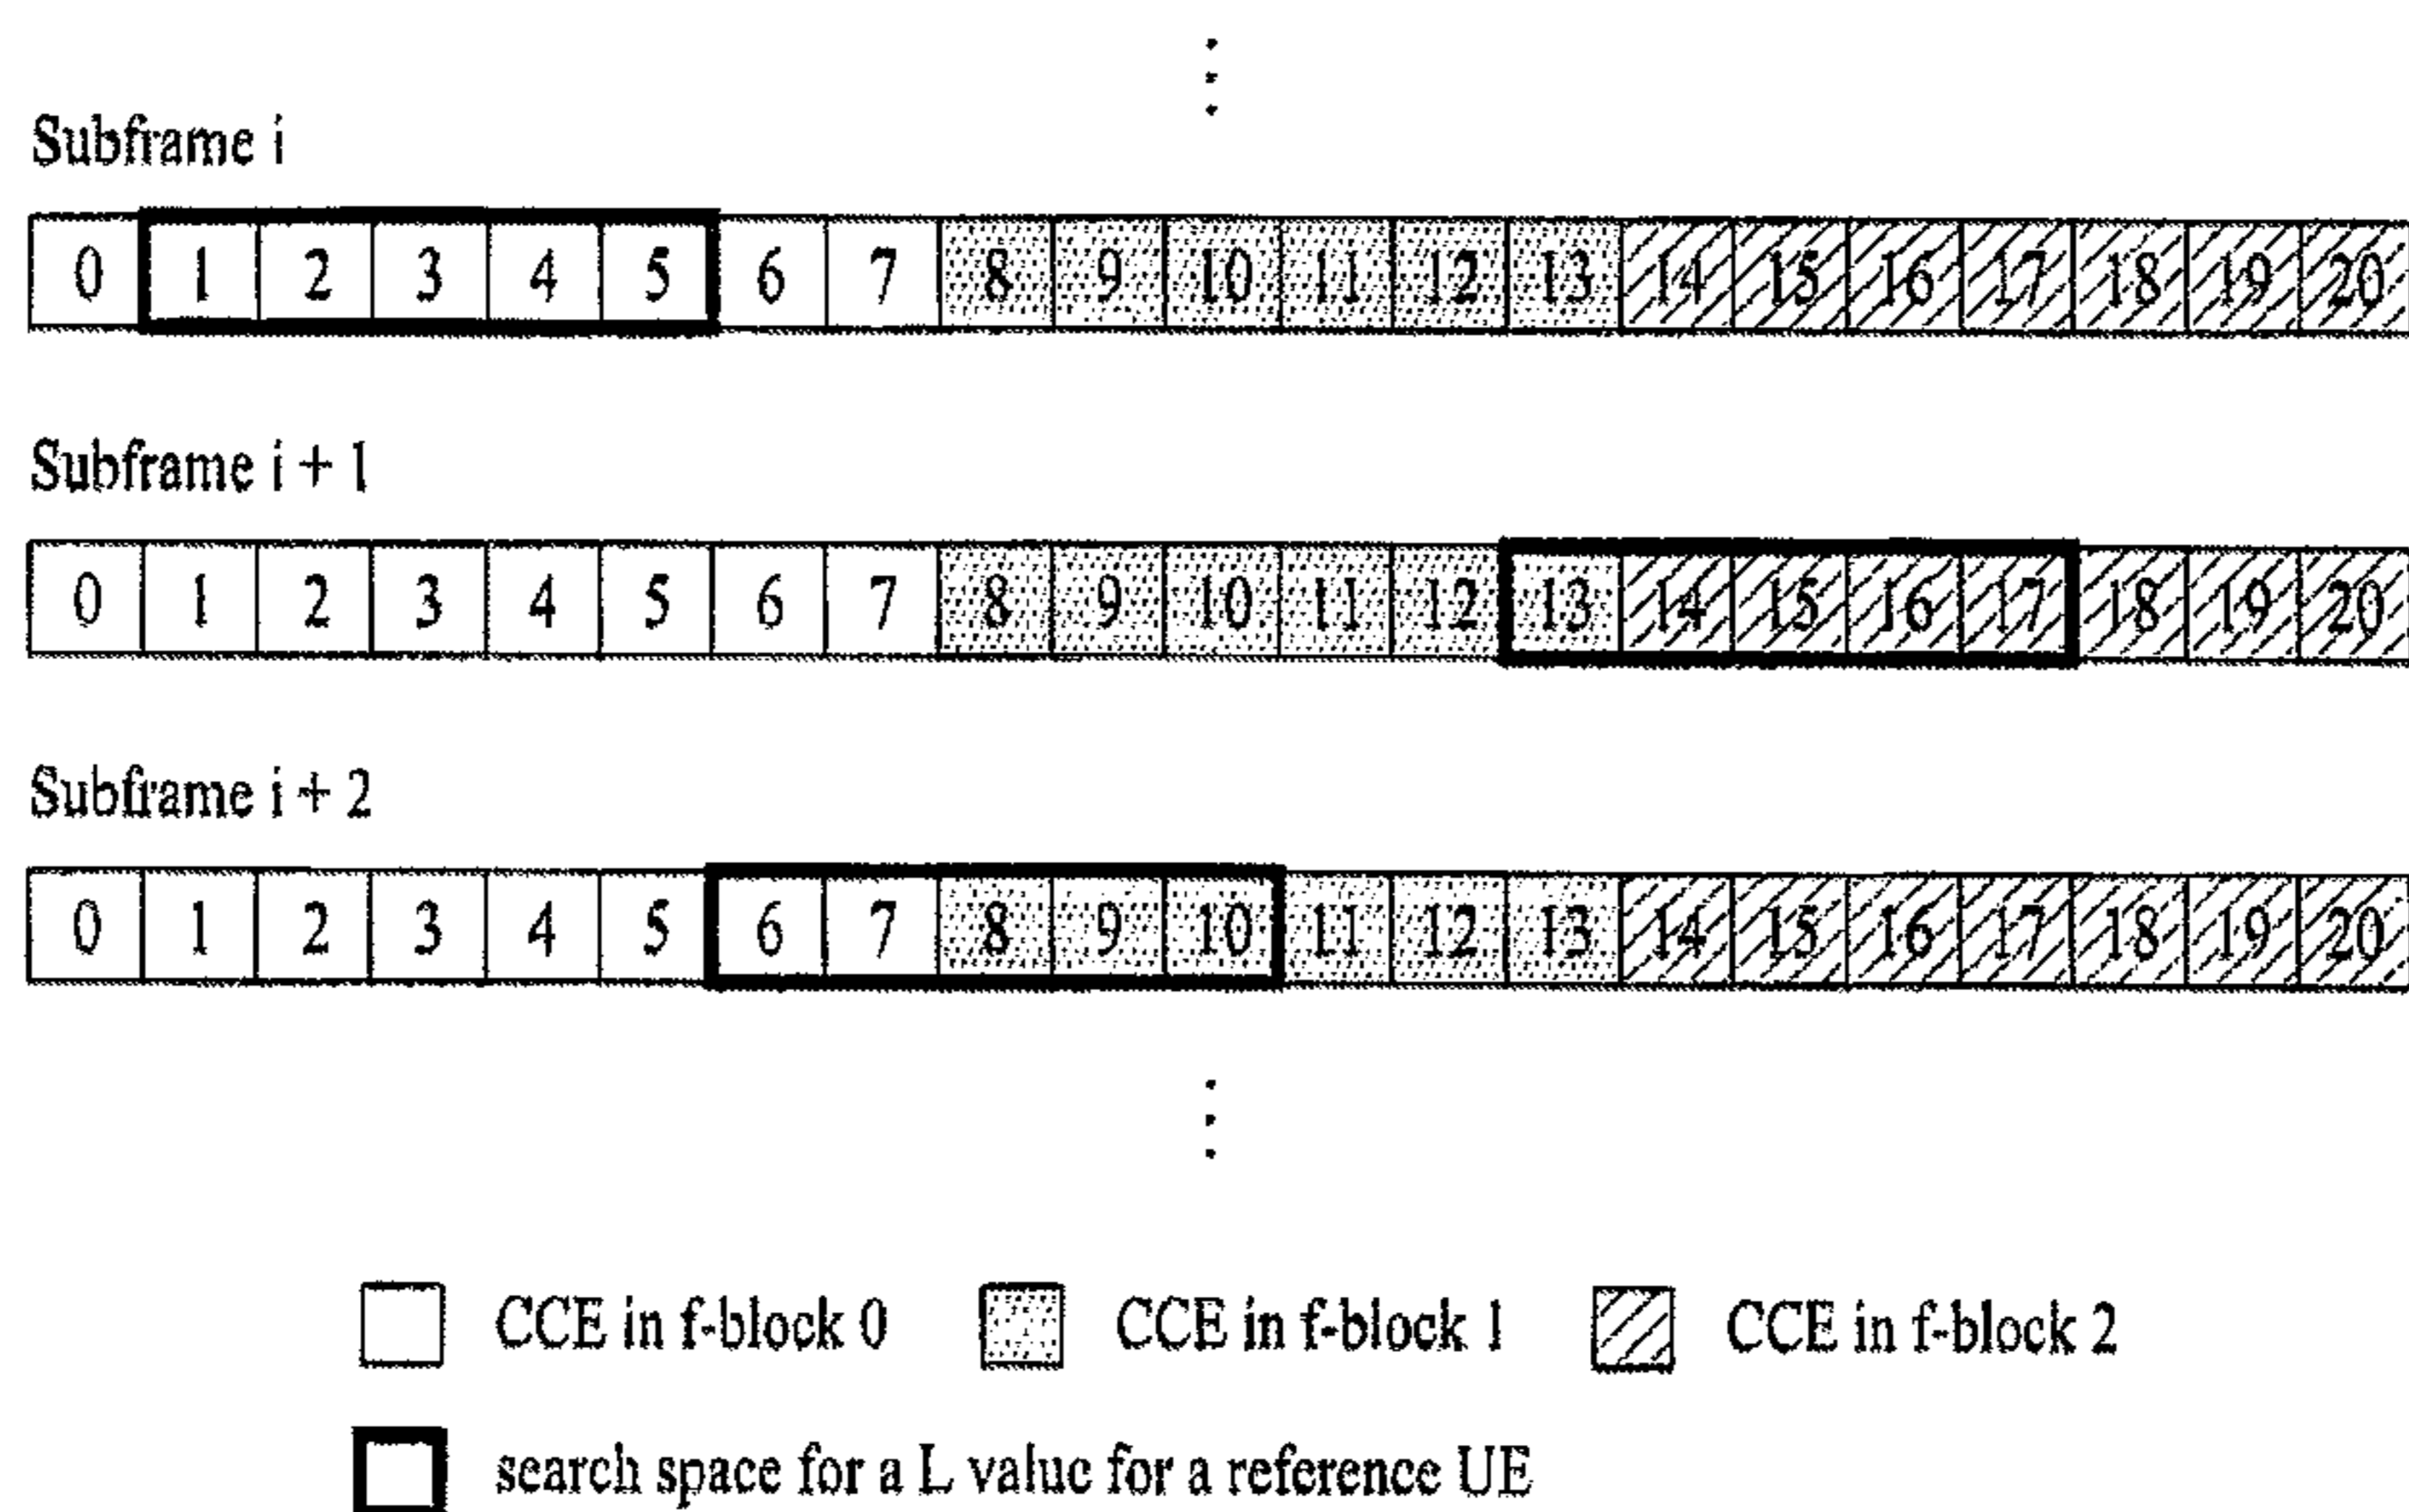 Subframe i
0 1 2 3 4 5 6 7 8 9 10 11 12 13 14 15 16 17 18 19 20
Subframe i + 1
0 1 2 3 4 5 6 7 8 9 10 11 12 13 14 15 16 17 18 19 20
Subframe i + 2
0 1 2 3 4 5 6 7 8 9 10 11 12 13 14 15 16 17 18 19 20
CCE in f-block 0 CCE in f-block 1 CCE in f-block 2
search space for a L value for a reference UE